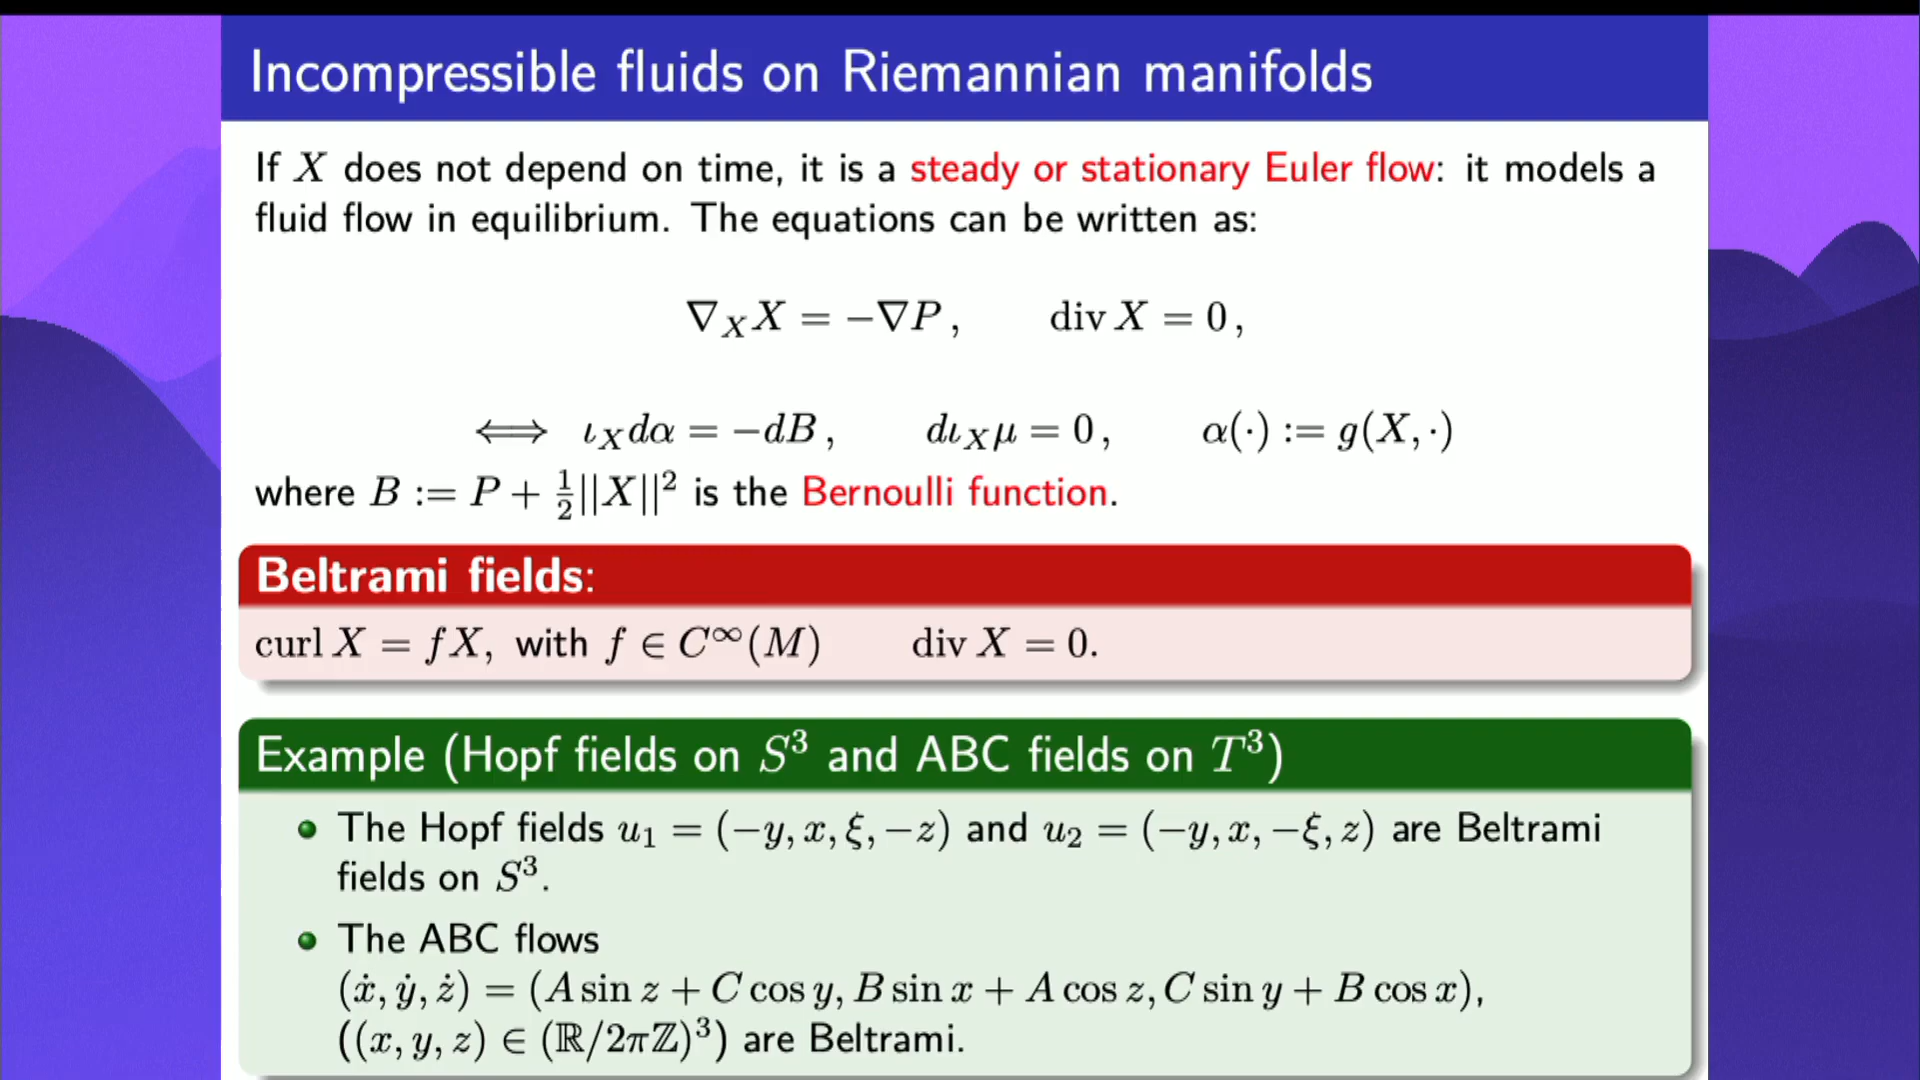 Incompressible fluids on Riemannian manifolds
If X does not depend on time, it is a steady or stationary Euler flow: it models a
fluid flow in equilibrium. The equations can be written as:
∇_X X = −∇P ,    div X = 0 ,
⟺ ι_X dα = −dB ,    dι_X μ = 0 ,    α(·) := g(X, ·)
where B := P + ½||X||² is the Bernoulli function.
Beltrami fields:
curl X = fX, with f ∈ C^∞(M)    div X = 0.
Example (Hopf fields on S³ and ABC fields on T³)
The Hopf fields u₁ = (−y, x, ξ, −z) and u₂ = (−y, x, −ξ, z) are Beltrami
fields on S³.
The ABC flows
(ẋ, ẏ, ż) = (A sin z + C cos y, B sin x + A cos z, C sin y + B cos x),
((x, y, z) ∈ (ℝ/2πℤ)³) are Beltrami.